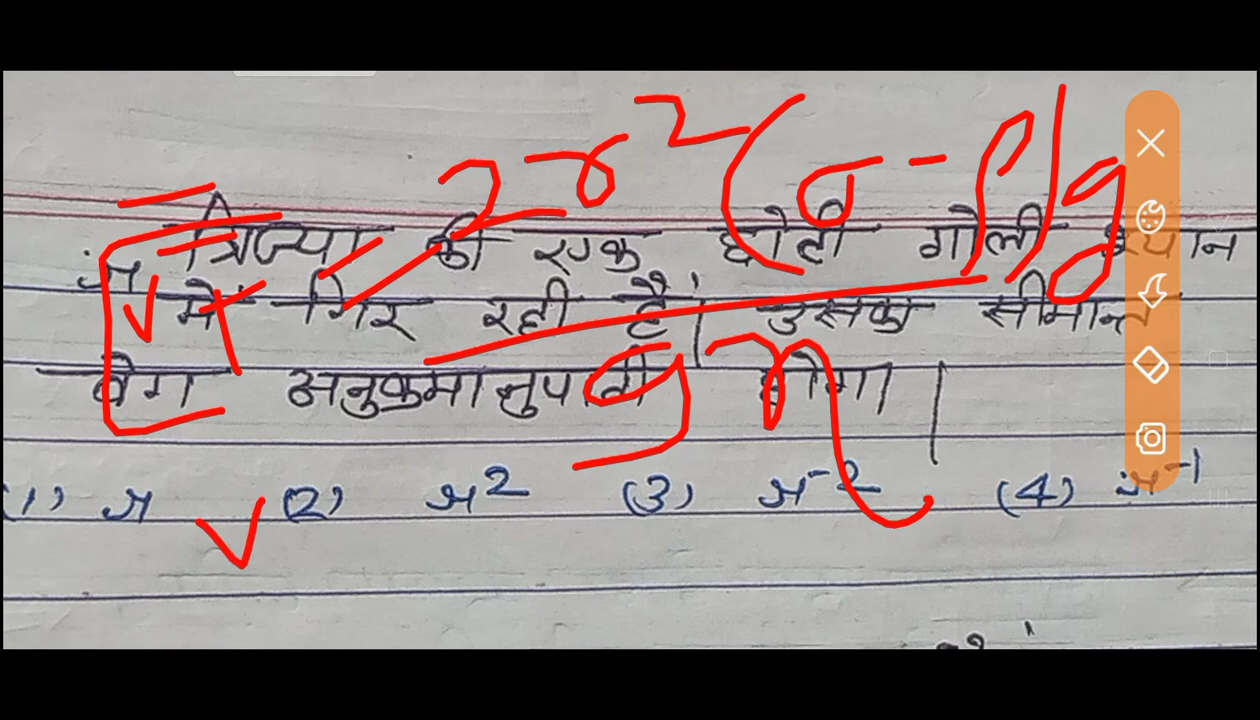 2r²(σ-ρ)g
r त्रिज्या की एक छोटी गोली श्यान
में गिर रही है। उसका सीमान्त
वेग अनुक्रमानुपाती होगा।
9η
(1) r (2) r² (3) r⁻² (4) r⁻¹